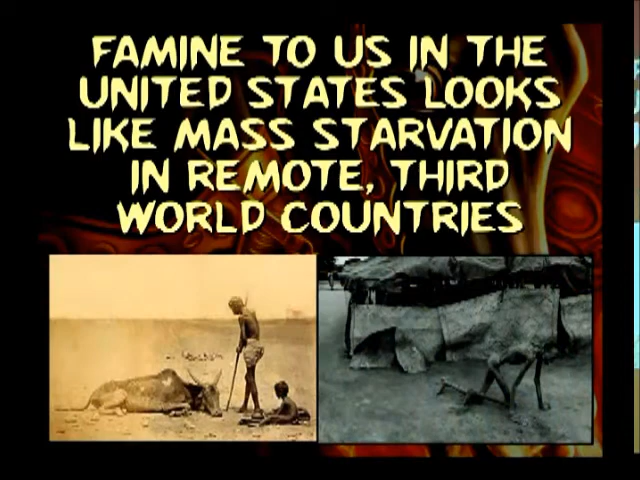 FAMINE TO US IN THE
UNITED STATES LOOKS
LIKE MASS STARVATION
IN REMOTE, THIRD
WORLD COUNTRIES